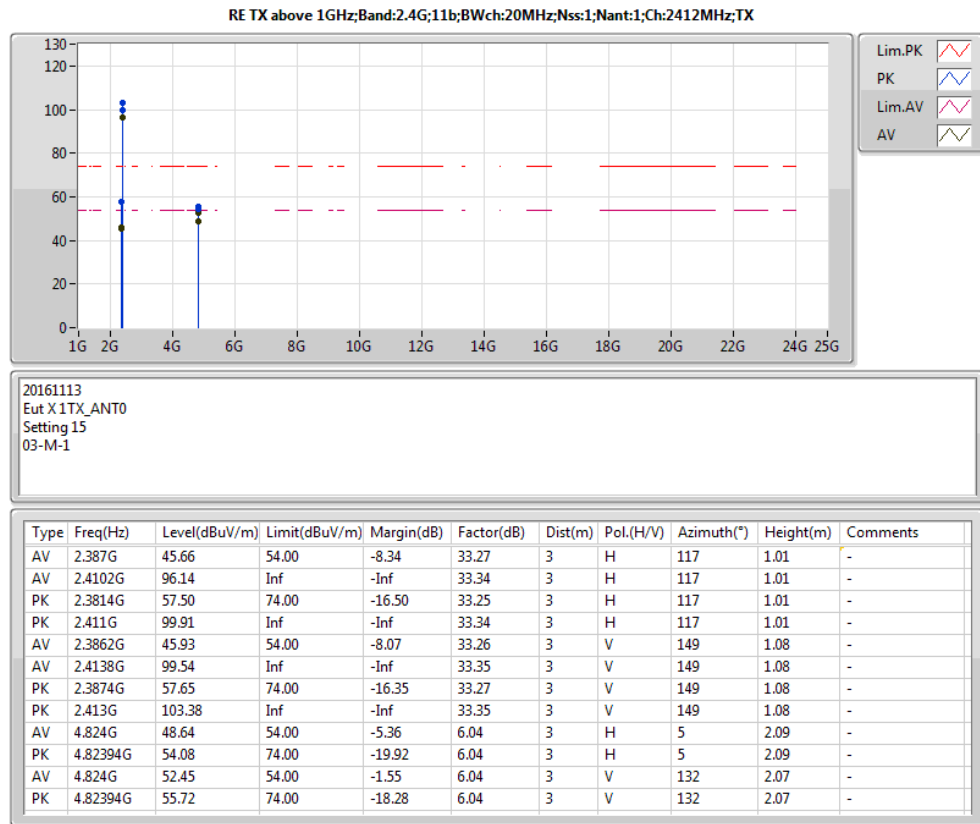 RE TX above 1GHz;Band:2.4G;11b;BWch:20MHz;Nss:1;Nant:1;Ch:2412MHz;TX
130
120
100
80
60
40
20
0
1G 2G 4G 6G 8G 10G 12G 14G 16G 18G 20G 22G 24G 25G
Lim.PK
PK
Lim.AV
AV
20161113
Eut X 1TX_ANT0
Setting 15
03-M-1
Type Freq(Hz) Level(dBuV/m) Limit(dBuV/m) Margin(dB) Factor(dB) Dist(m) Pol.(H/V) Azimuth(°) Height(m) Comments
AV 2.387G 45.66 54.00 -8.34 33.27 3 H 117 1.01 -
AV 2.4102G 96.14 Inf -Inf 33.34 3 H 117 1.01 -
PK 2.3814G 57.50 74.00 -16.50 33.25 3 H 117 1.01 -
PK 2.411G 99.91 Inf -Inf 33.34 3 H 117 1.01 -
AV 2.3862G 45.93 54.00 -8.07 33.26 3 V 149 1.08 -
AV 2.4138G 99.54 Inf -Inf 33.35 3 V 149 1.08 -
PK 2.3874G 57.65 74.00 -16.35 33.27 3 V 149 1.08 -
PK 2.413G 103.38 Inf -Inf 33.35 3 V 149 1.08 -
AV 4.824G 48.64 54.00 -5.36 6.04 3 H 5 2.09 -
PK 4.82394G 54.08 74.00 -19.92 6.04 3 H 5 2.09 -
AV 4.824G 52.45 54.00 -1.55 6.04 3 V 132 2.07 -
PK 4.82394G 55.72 74.00 -18.28 6.04 3 V 132 2.07 -